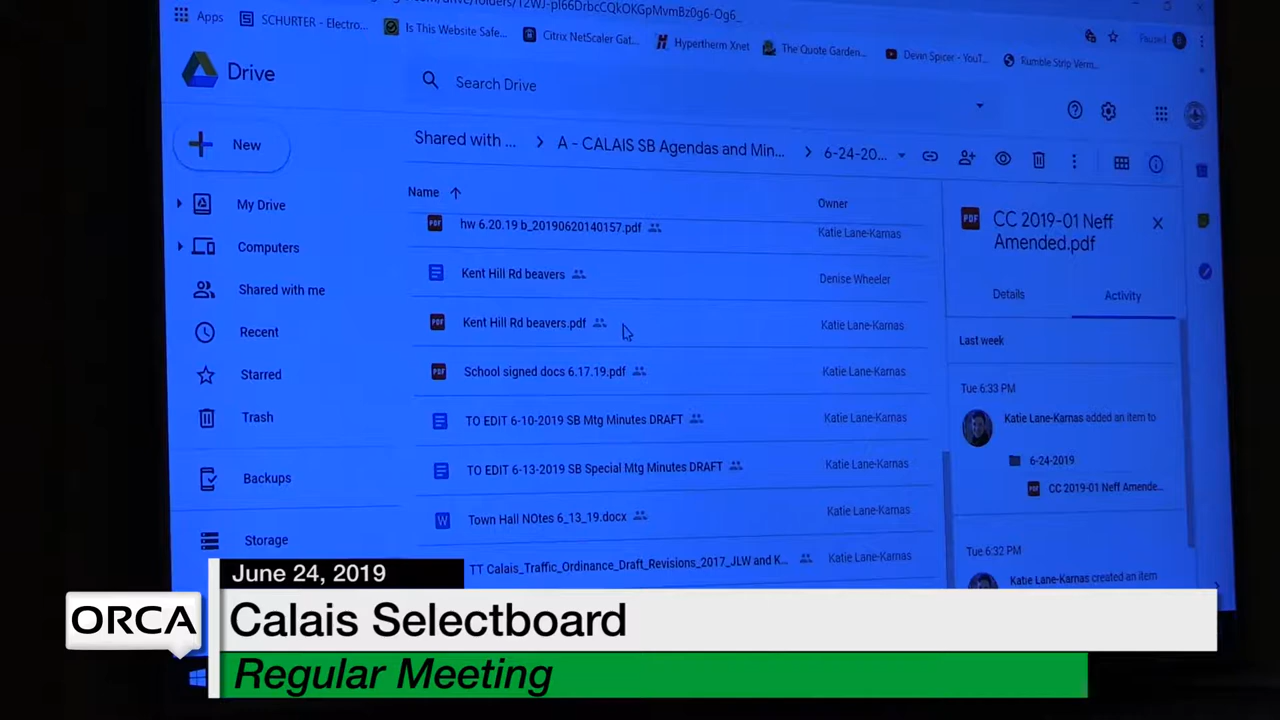 Apps
SCHURTER - Electro...
Is This Website Safe...
Citrix NetScaler Gat...
Hypertherm Xnet
The Quote Garden...
Devin Spicer - YouT...
Rumble Strip Verm...
Paused
Drive
Search Drive
New
Shared with ... > A - CALAIS SB Agendas and Min... > 6-24-20...
My Drive
Computers
Shared with me
Recent
Starred
Trash
Backups
Storage
Name
Owner
hw 6.20.19 b_20190620140157.pdf Katie Lane-Karnas
Kent Hill Rd beavers Denise Wheeler
Kent Hill Rd beavers.pdf Katie Lane-Karnas
School signed docs 6.17.19.pdf Katie Lane-Karnas
TO EDIT 6-10-2019 SB Mtg Minutes DRAFT Katie Lane-Karnas
TO EDIT 6-13-2019 SB Special Mtg Minutes DRAFT Katie Lane-Karnas
Town Hall NOtes 6_13_19.docx Katie Lane-Karnas
TT Calais_Traffic_Ordinance_Draft_Revisions_2017_JLW and K... Katie Lane-Karnas
CC 2019-01 Neff
Amended.pdf
Details Activity
Last week
Tue 6:33 PM
Katie Lane-Karnas added an item to
6-24-2019
CC 2019-01 Neff Amende...
Tue 6:32 PM
Katie Lane-Karnas created an item
June 24, 2019
ORCA
Calais Selectboard
Regular Meeting